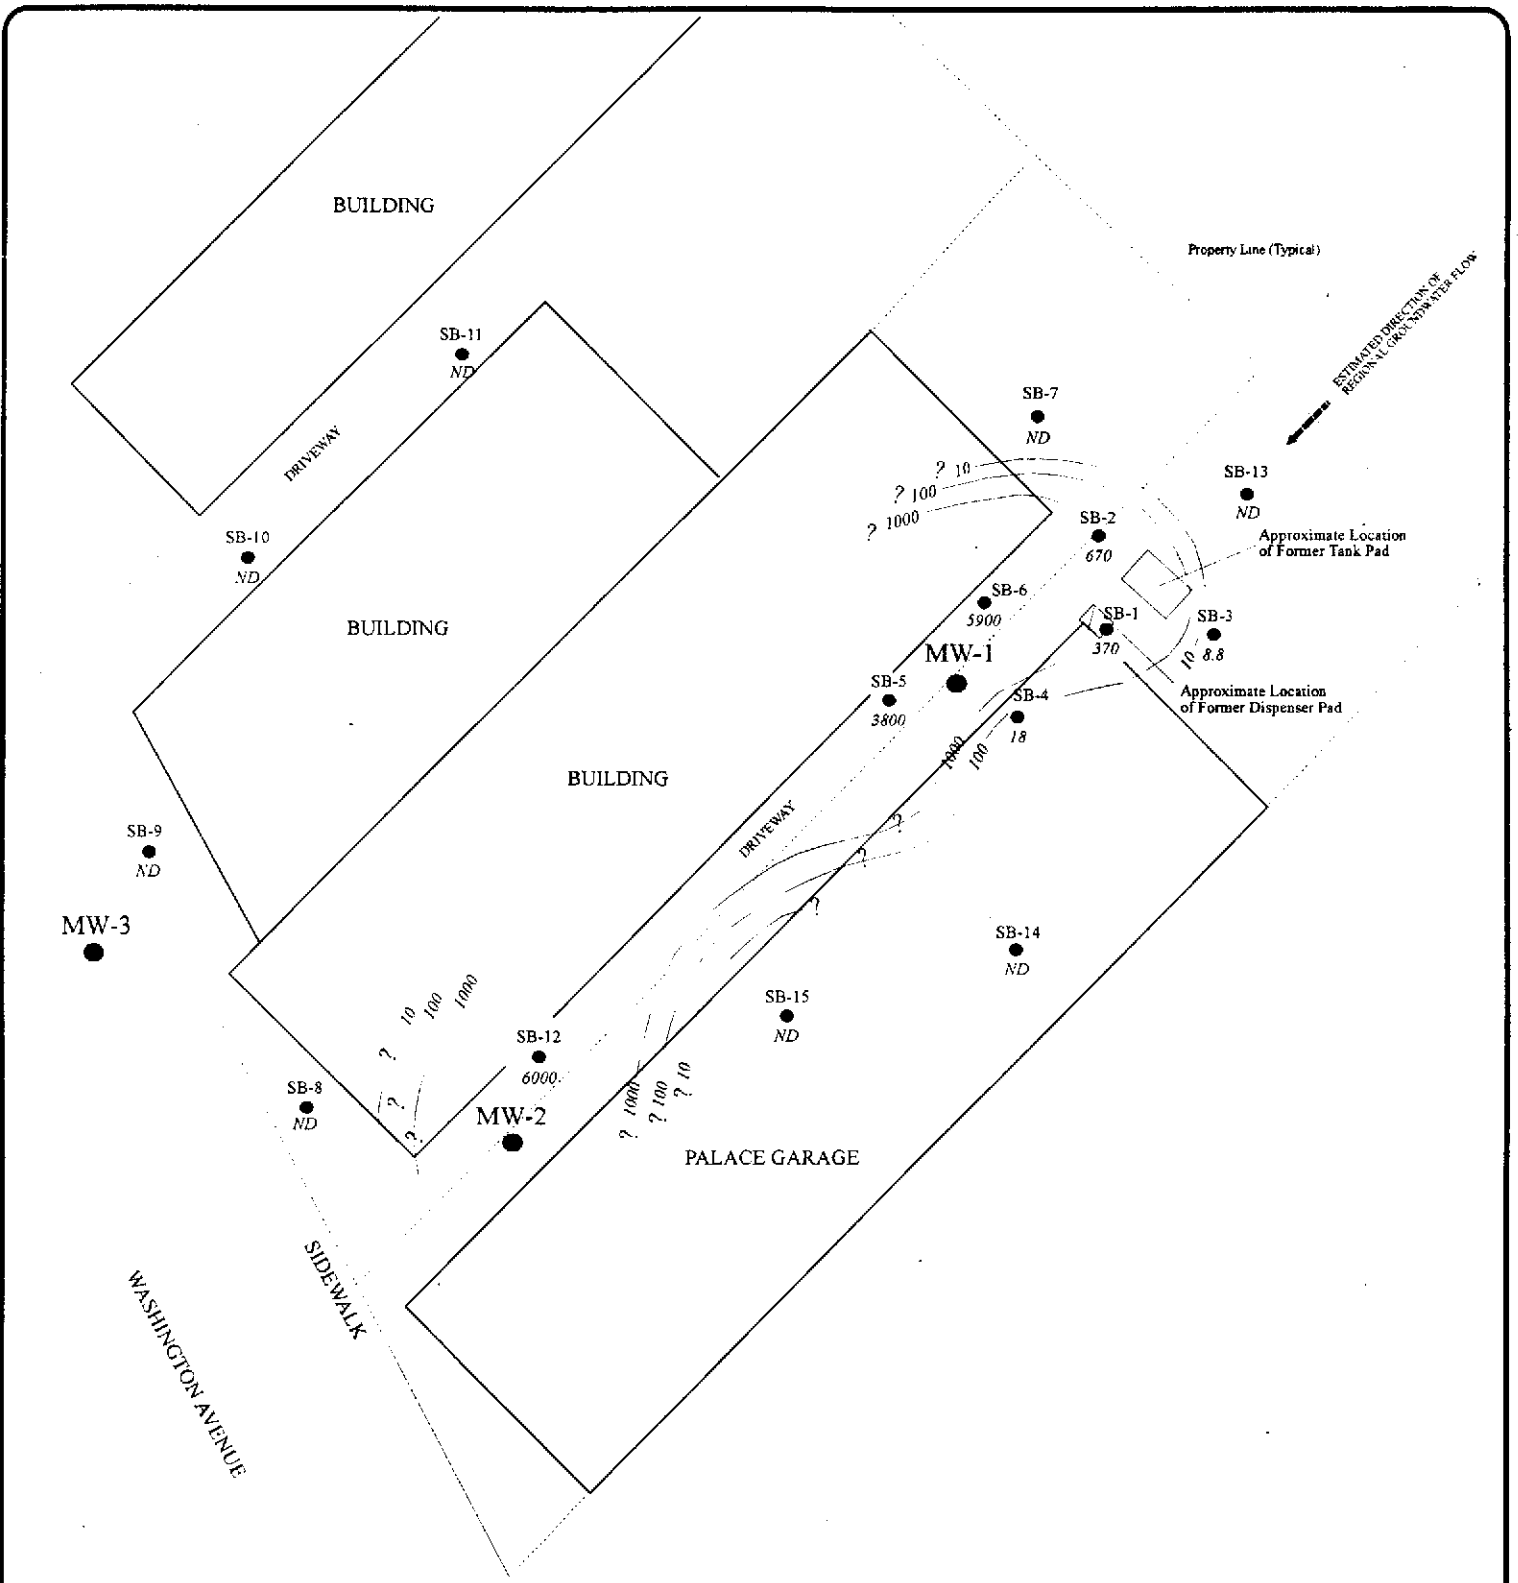 BUILDING
Property Line (Typical)
ESTIMATED DIRECTION OF
REGIONAL GROUNDWATER FLOW
SB-11
ND
DRIVEWAY
SB-7
ND
? 10
? 100
? 1000
SB-13
ND
SB-2
670
Approximate Location
of Former Tank Pad
SB-10
ND
SB-6
5900
BUILDING
SB-1
370
SB-3
8.8
10
MW-1
SB-5
3800
SB-4
18
Approximate Location
of Former Dispenser Pad
1000
100
BUILDING
DRIVEWAY
?
?
?
SB-9
ND
MW-3
SB-14
ND
10
100
1000
SB-15
ND
SB-12
6000
?
?
?
SB-8
ND
MW-2
? 1000
? 100
? 10
PALACE GARAGE
SIDEWALK
WASHINGTON AVENUE